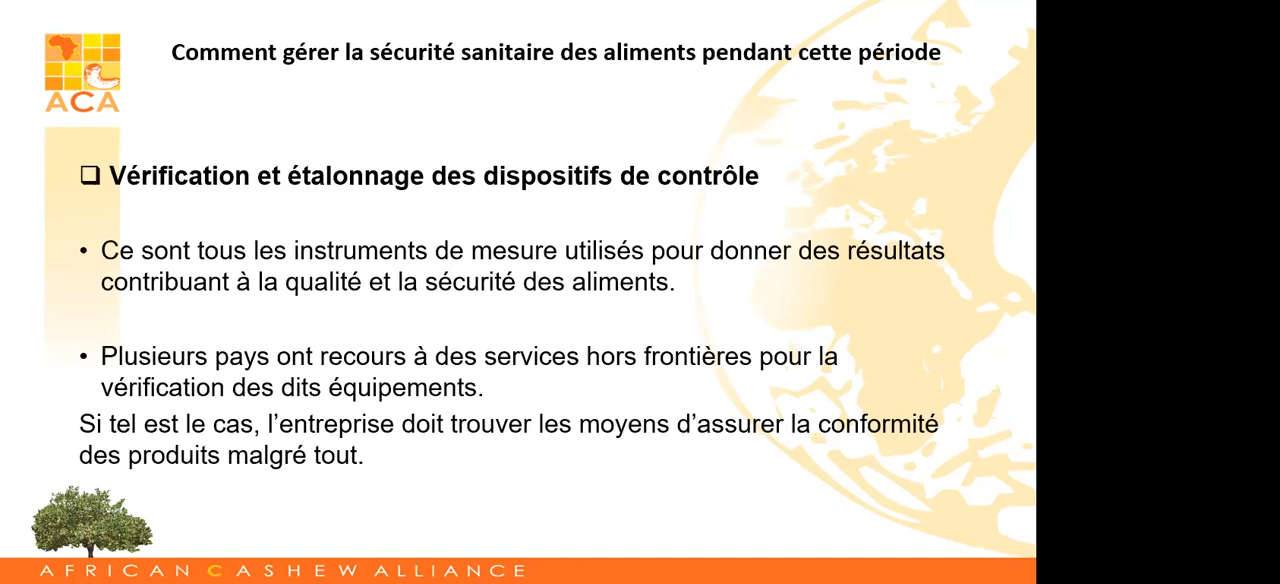 ACA
Comment gérer la sécurité sanitaire des aliments pendant cette période
❑ Vérification et étalonnage des dispositifs de contrôle
• Ce sont tous les instruments de mesure utilisés pour donner des résultats
contribuant à la qualité et la sécurité des aliments.
• Plusieurs pays ont recours à des services hors frontières pour la
vérification des dits équipements.
Si tel est le cas, l’entreprise doit trouver les moyens d’assurer la conformité
des produits malgré tout.
AFRICAN CASHEW ALLIANCE